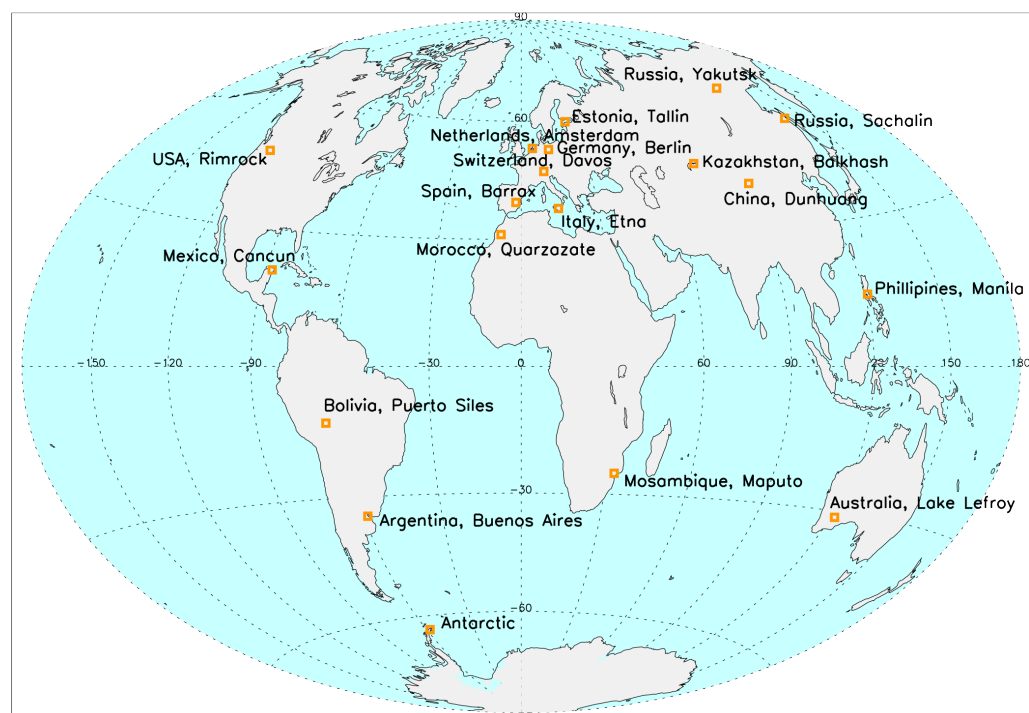 90
Russia, Yakutsk
60
Estonia, Tallin
Russia, Sachalin
Netherlands, Amsterdam
Germany, Berlin
USA, Rimrock
Switzerland, Davos
Kazakhstan, Balkhash
Spain, Barrax
China, Dunhuang
Italy, Etna
Morocco, Quarzazate
Mexico, Cancun
Phillipines, Manila
-150
-90
-30
0
60
90
150
180
Bolivia, Puerto Siles
Mosambique, Maputo
-30
Australia, Lake Lefroy
Argentina, Buenos Aires
-60
Antarctic